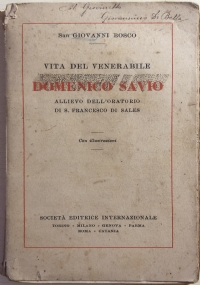 San GIOVANNI BOSCO
VITA DEL VENERABILE
DOMENICO SAVIO
ALLIEVO DELL'ORATORIO
DI S. FRANCESCO DI SALES
Con illustrazioni
SOCIETÀ EDITRICE INTERNAZIONALE
TORINO - MILANO - GENOVA - PARMA
ROMA - CATANIA